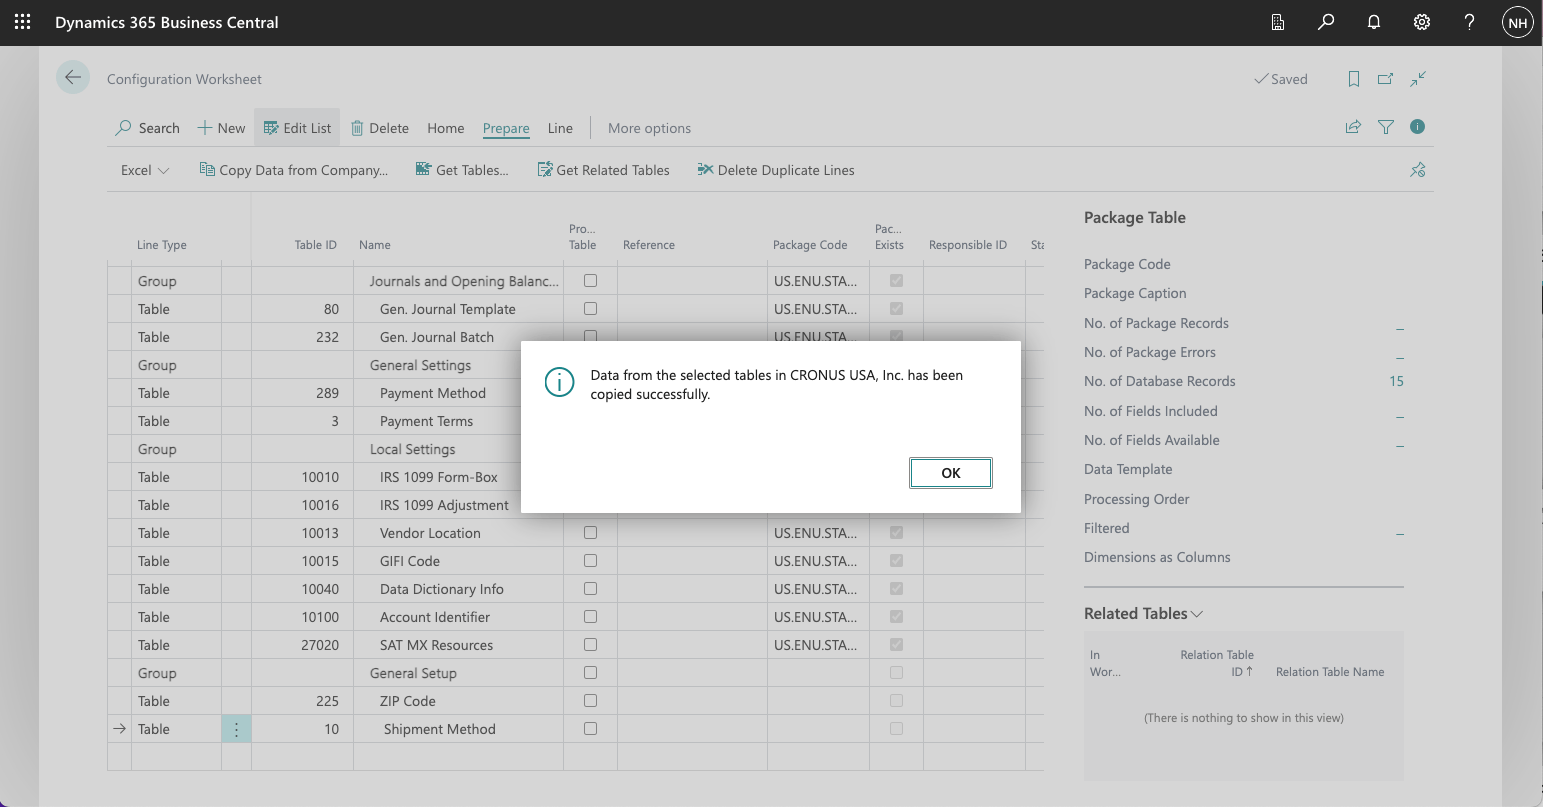 Dynamics 365 Business Central
NH
Configuration Worksheet
Saved
Search New Edit List Delete Home Prepare Line More options
Excel Copy Data from Company... Get Tables... Get Related Tables Delete Duplicate Lines
Line Type Table ID Name Pro... Table Reference Package Code Pac... Exists Responsible ID Sta
Group Journals and Opening Balanc... US.ENU.STA...
Table 80 Gen. Journal Template US.ENU.STA...
Table 232 Gen. Journal Batch US.ENU.STA...
Group General Settings
Table 289 Payment Method
Table 3 Payment Terms
Group Local Settings
Table 10010 IRS 1099 Form-Box
Table 10016 IRS 1099 Adjustment
Table 10013 Vendor Location US.ENU.STA...
Table 10015 GIFI Code US.ENU.STA...
Table 10040 Data Dictionary Info US.ENU.STA...
Table 10100 Account Identifier US.ENU.STA...
Table 27020 SAT MX Resources US.ENU.STA...
Group General Setup
Table 225 ZIP Code
Table 10 Shipment Method
Data from the selected tables in CRONUS USA, Inc. has been
copied successfully.
OK
Package Table
Package Code
Package Caption
No. of Package Records _
No. of Package Errors _
No. of Database Records 15
No. of Fields Included _
No. of Fields Available _
Data Template
Processing Order
Filtered _
Dimensions as Columns
Related Tables
In Wor... Relation Table ID ↑ Relation Table Name
(There is nothing to show in this view)